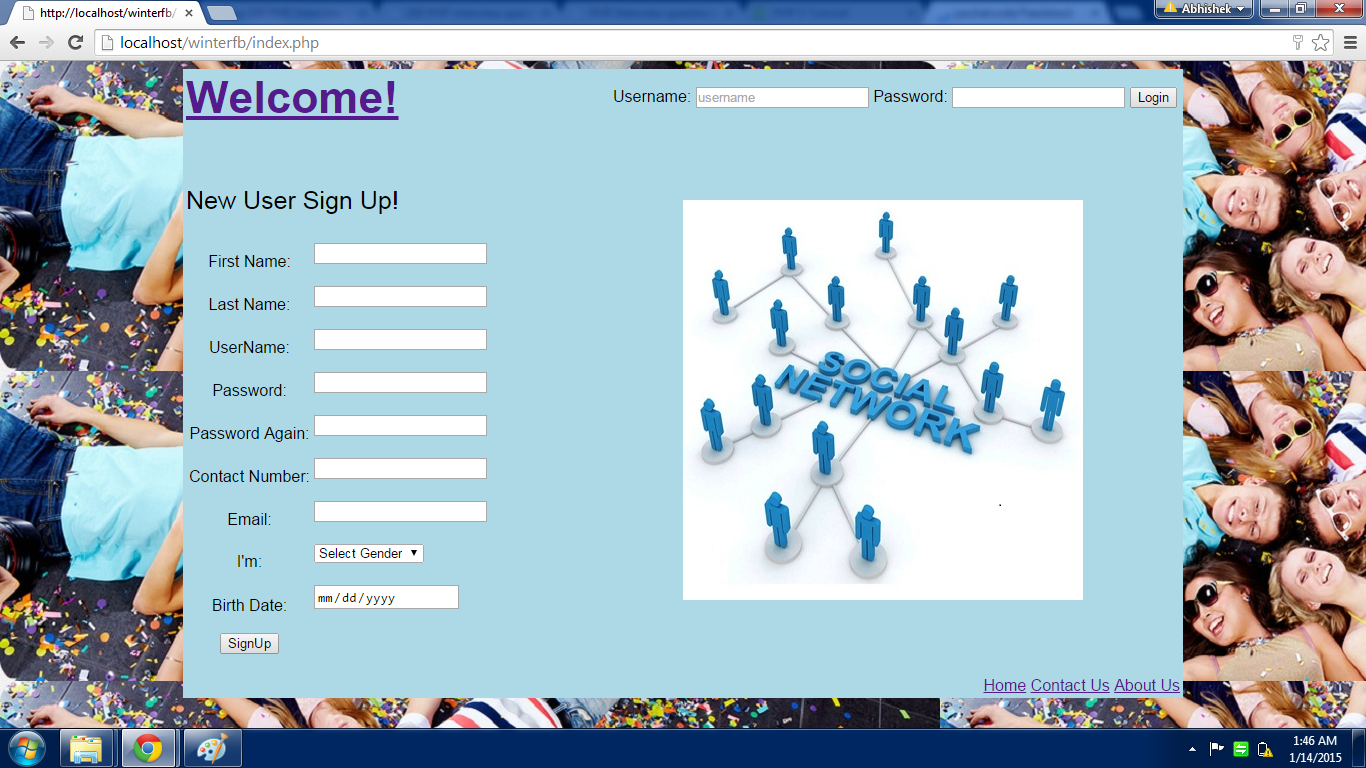 http://localhost/winterfb/
Abhishek
localhost/winterfb/index.php
Welcome!
Username: username Password: Login
New User Sign Up!
First Name:
Last Name:
UserName:
Password:
Password Again:
Contact Number:
Email:
I'm: Select Gender
Birth Date: mm/dd/yyyy
SignUp
SOCIAL
NETWORK
Home Contact Us About Us
1:46 AM
1/14/2015